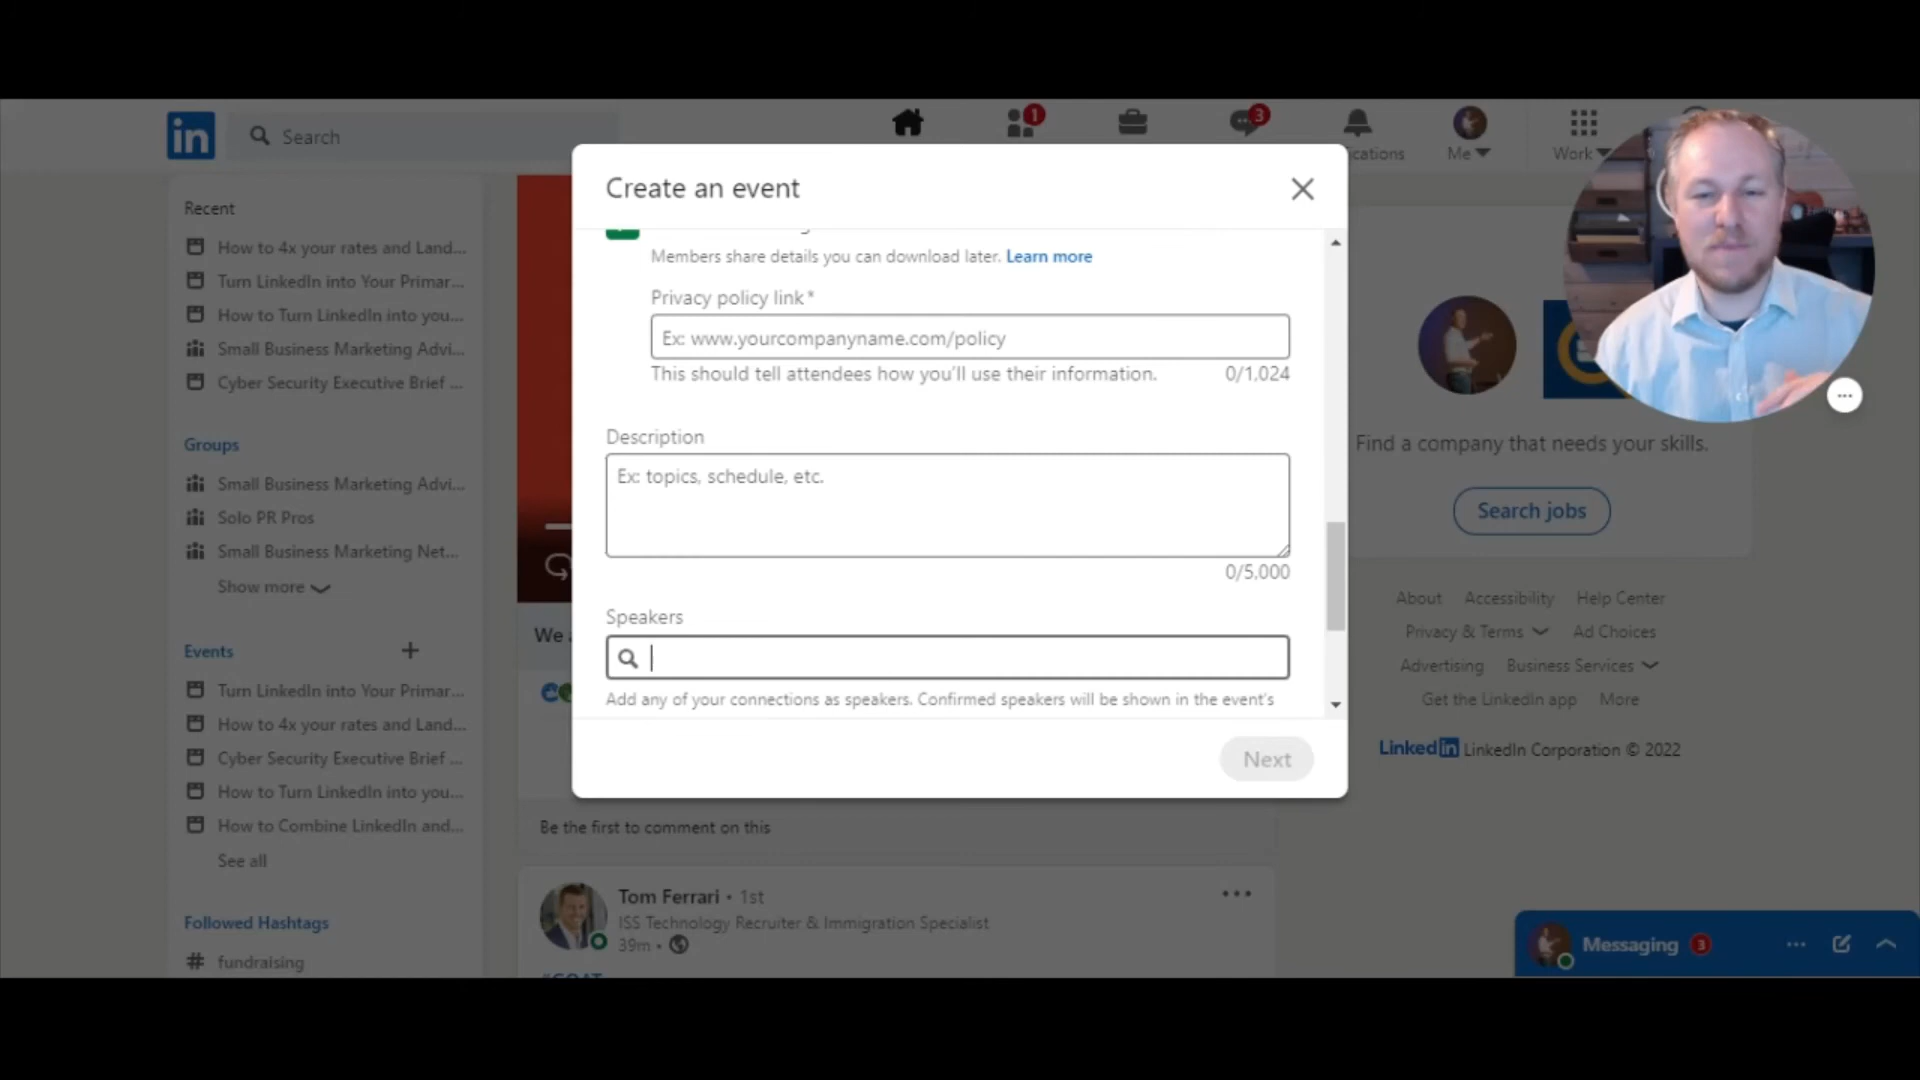 in
Search
1
3
cations
Me
Work
Recent
How to 4x your rates and Land...
Turn LinkedIn into Your Primar...
How to Turn LinkedIn into you...
Small Business Marketing Advi...
Cyber Security Executive Brief ...
Groups
Small Business Marketing Advi...
Solo PR Pros
Small Business Marketing Net...
Show more
Events
Turn LinkedIn into Your Primar...
How to 4x your rates and Land...
Cyber Security Executive Brief ...
How to Turn LinkedIn into you...
How to Combine LinkedIn and...
See all
Followed Hashtags
# fundraising
Create an event
Members share details you can download later. Learn more
Privacy policy link*
Ex: www.yourcompanyname.com/policy
This should tell attendees how you'll use their information. 0/1,024
Description
Ex: topics, schedule, etc.
0/5,000
Speakers
Add any of your connections as speakers. Confirmed speakers will be shown in the event's
Next
We
Be the first to comment on this
Tom Ferrari • 1st
ISS Technology Recruiter & Immigration Specialist
39m •
Find a company that needs your skills.
Search jobs
About Accessibility Help Center
Privacy & Terms Ad Choices
Advertising Business Services
Get the LinkedIn app More
LinkedIn LinkedIn Corporation © 2022
Messaging 3